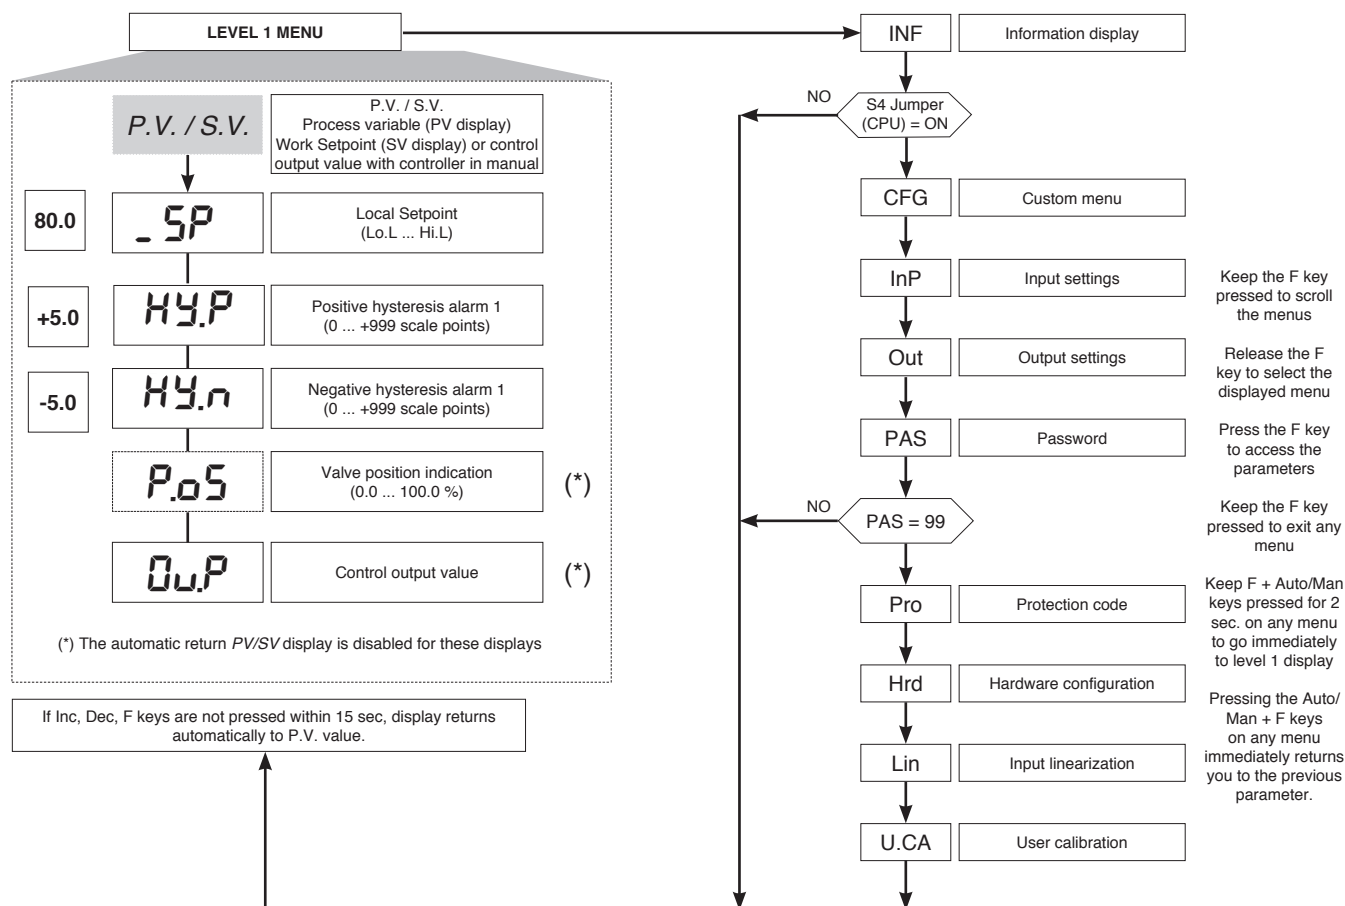 LEVEL 1 MENU
P.V. / S.V.
P.V. / S.V.
Process variable (PV display)
Work Setpoint (SV display) or control
output value with controller in manual
80.0
_SP
Local Setpoint
(Lo.L ... Hi.L)
+5.0
HY.P
Positive hysteresis alarm 1
(0 ... +999 scale points)
-5.0
HY.n
Negative hysteresis alarm 1
(0 ... +999 scale points)
P.oS
Valve position indication
(0.0 ... 100.0 %)
(*)
Ou.P
Control output value
(*)
(*) The automatic return PV/SV display is disabled for these displays
If Inc, Dec, F keys are not pressed within 15 sec, display returns
automatically to P.V. value.
INF
Information display
NO
S4 Jumper
(CPU) = ON
CFG
Custom menu
InP
Input settings
Out
Output settings
PAS
Password
NO
PAS = 99
Pro
Protection code
Hrd
Hardware configuration
Lin
Input linearization
U.CA
User calibration
Keep the F key
pressed to scroll
the menus
Release the F
key to select the
displayed menu
Press the F key
to access the
parameters
Keep the F key
pressed to exit any
menu
Keep F + Auto/Man
keys pressed for 2
sec. on any menu
to go immediately
to level 1 display
Pressing the Auto/
Man + F keys
on any menu
immediately returns
you to the previous
parameter.